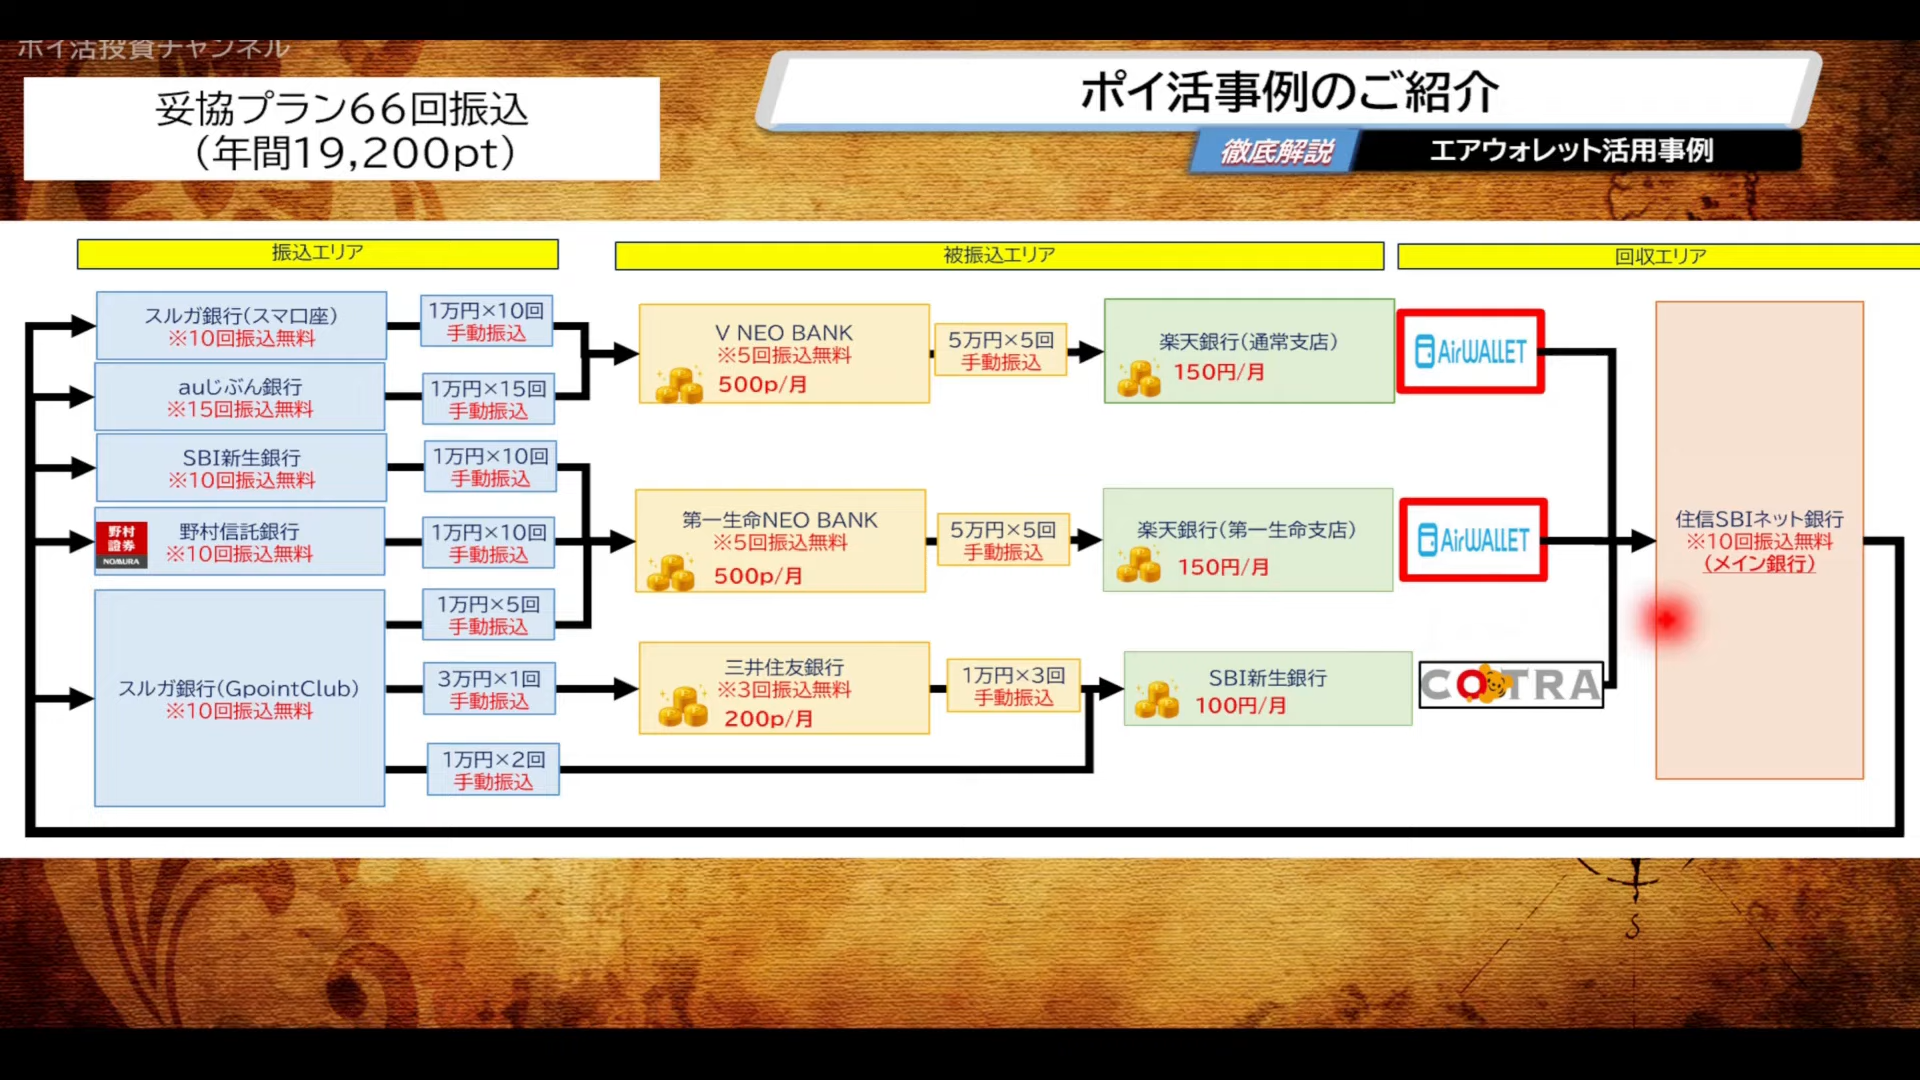 ポイ活投資チャンネル
妥協プラン66回振込
(年間19,200pt)
ポイ活事例のご紹介
徹底解説
エアウォレット活用事例
振込エリア
被振込エリア
回収エリア
スルガ銀行(スマロ座)
※10回振込無料
1万円×10回
手動振込
auじぶん銀行
※15回振込無料
1万円×15回
手動振込
SBI新生銀行
※10回振込無料
1万円×10回
手動振込
野村
證券
NOMURA
野村信託銀行
※10回振込無料
1万円×10回
手動振込
スルガ銀行(GpointClub)
※10回振込無料
1万円×5回
手動振込
3万円×1回
手動振込
1万円×2回
手動振込
V NEO BANK
※5回振込無料
500p/月
5万円×5回
手動振込
楽天銀行(通常支店)
150円/月
AirWALLET
第一生命NEO BANK
※5回振込無料
500p/月
5万円×5回
手動振込
楽天銀行(第一生命支店)
150円/月
AirWALLET
三井住友銀行
※3回振込無料
200p/月
1万円×3回
手動振込
SBI新生銀行
100円/月
COTRA
住信SBIネット銀行
※10回振込無料
(メイン銀行)